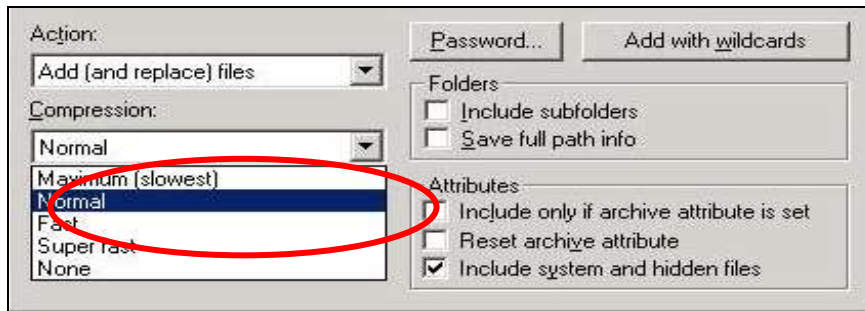 Action:
Add (and replace) files
Compression:
Normal
Maximum (slowest)
Normal
Fast
Super fast
None
Password...
Add with wildcards
Folders
Include subfolders
Save full path info
Attributes
Include only if archive attribute is set
Reset archive attribute
Include system and hidden files